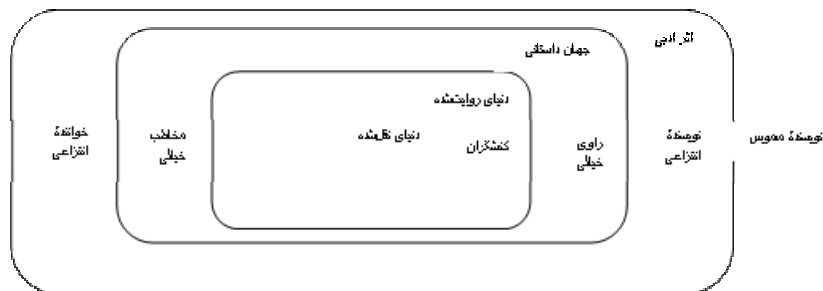 اثر ادبی
جهان داستانی
دنیای روایت‌شده
دنیای نقل‌شده
کنشگران
نویسندهٔ ملموس
نویسندهٔ
انتزاعی
راوی
خیالی
مخاطب
خیالی
خوانندهٔ
انتزاعی